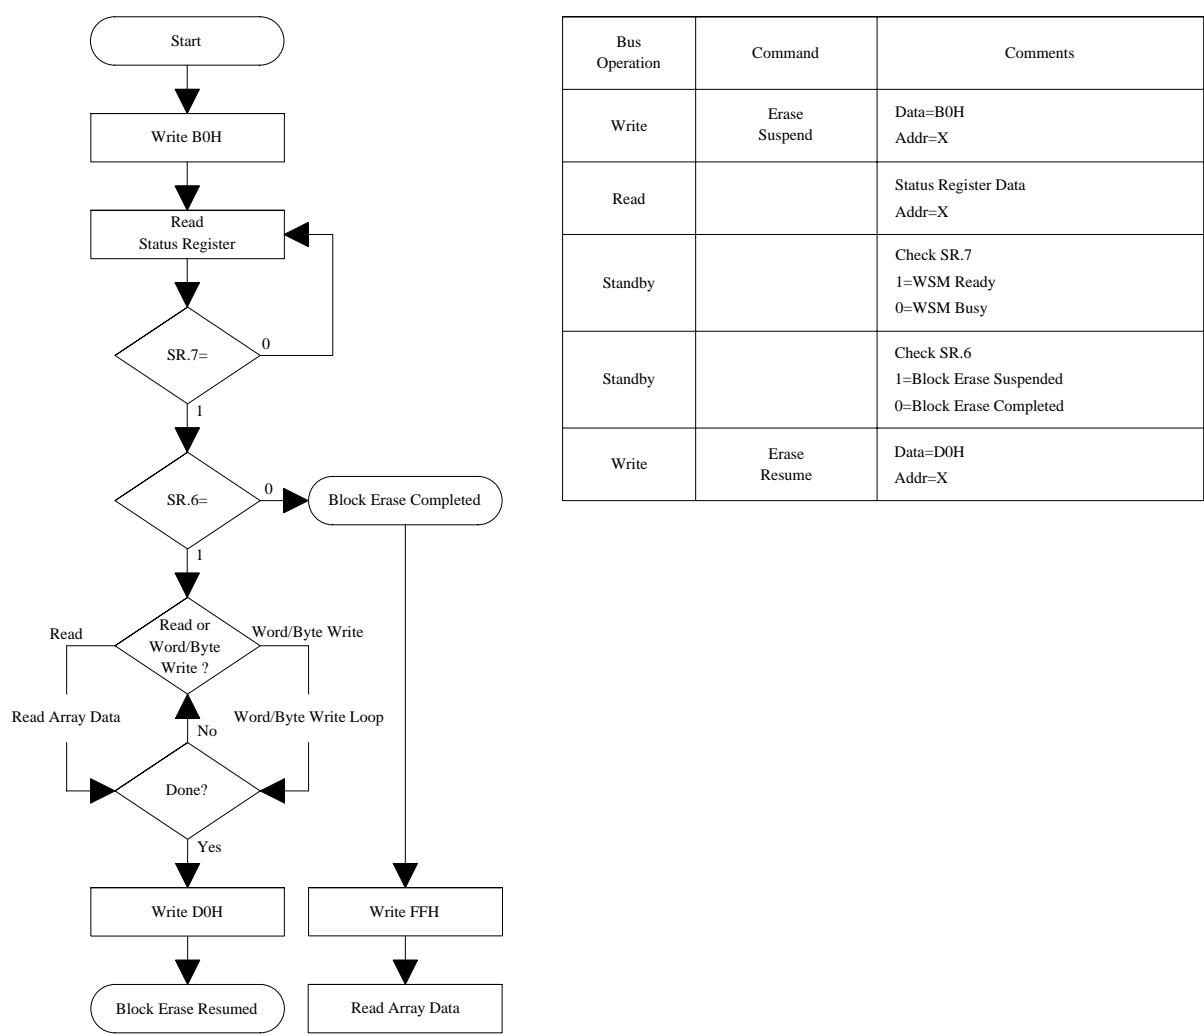 Start
Write B0H
Read
Status Register
SR.7=
0
1
SR.6=
0
Block Erase Completed
1
Read or
Word/Byte
Write ?
Read
Word/Byte Write
Read Array Data
Word/Byte Write Loop
No
Done?
Yes
Write D0H
Write FFH
Block Erase Resumed
Read Array Data
Bus
Operation
Command
Comments
Write
Erase
Suspend
Data=B0H
Addr=X
Read
Status Register Data
Addr=X
Standby
Check SR.7
1=WSM Ready
0=WSM Busy
Standby
Check SR.6
1=Block Erase Suspended
0=Block Erase Completed
Write
Erase
Resume
Data=D0H
Addr=X